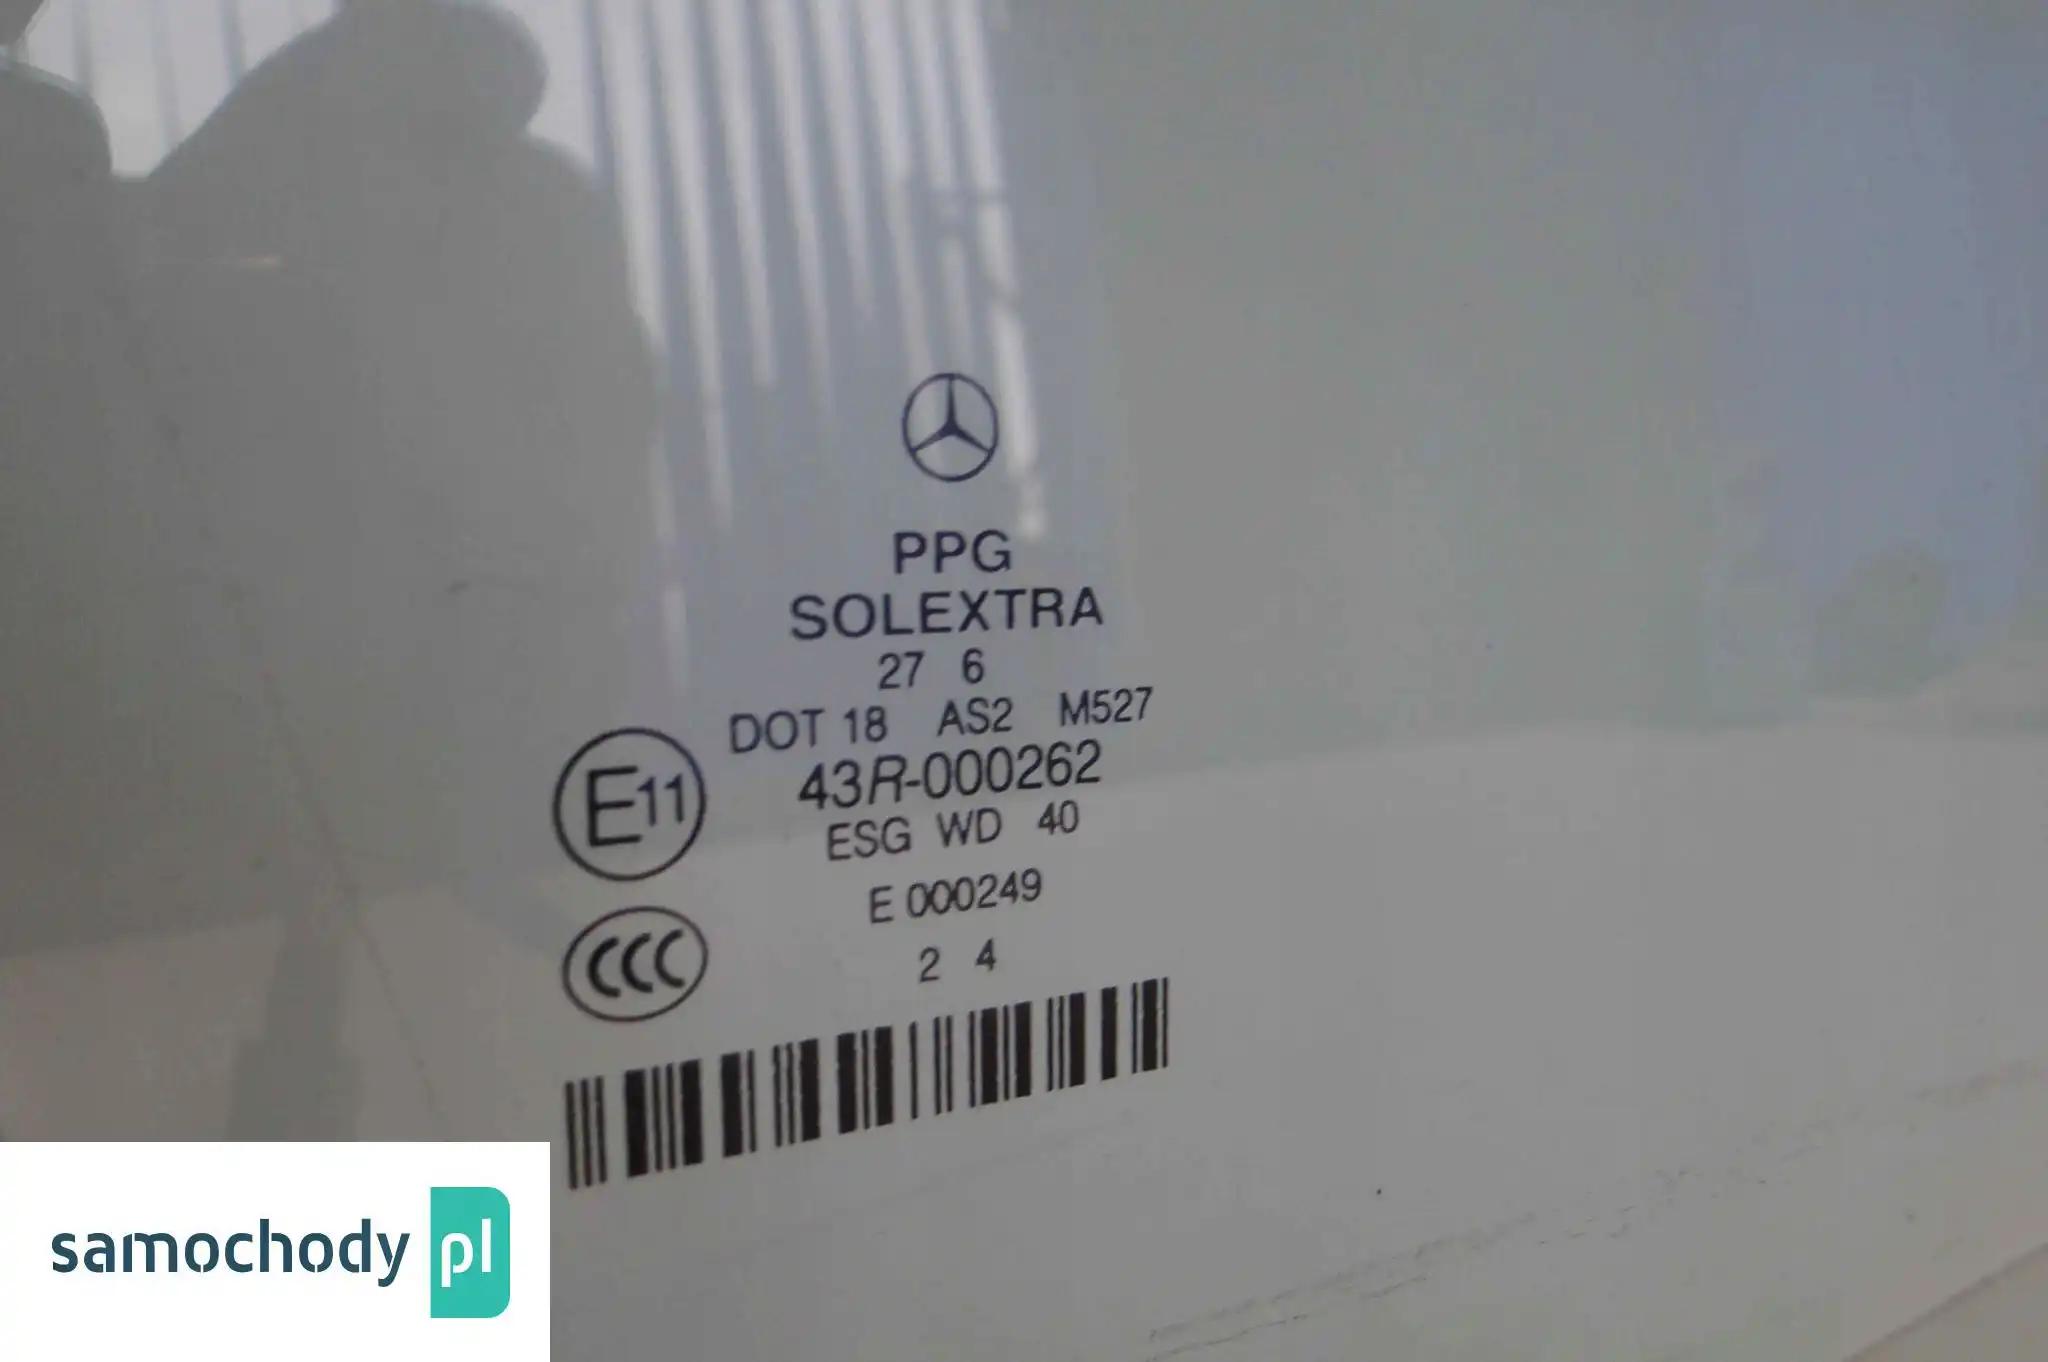 PPG
SOLEXTRA
27 6
DOT 18 AS2 M527
E11 43R-000262
ESG WD 40
E 000249
CCC 2 4
samochody pl